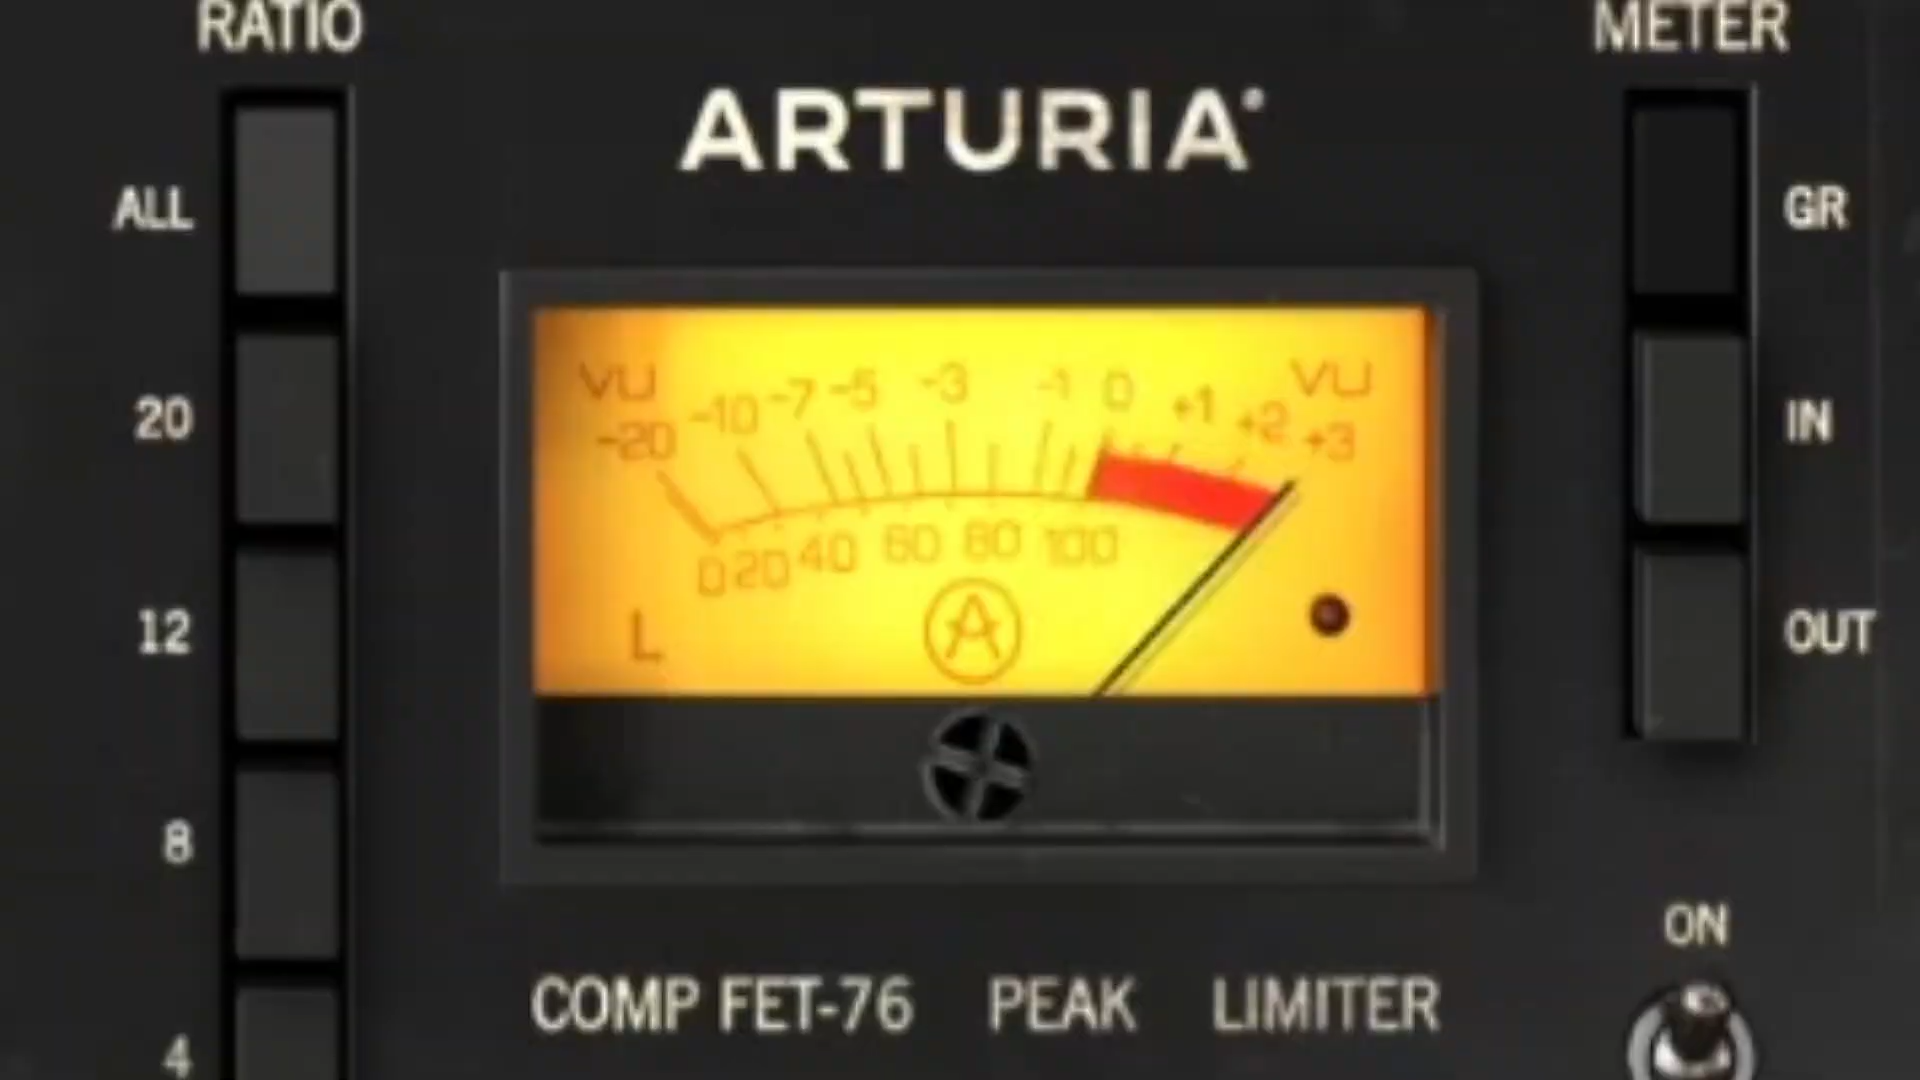 RATIO
METER
ARTURIA
ALL
20
12
8
4
GR
IN
OUT
VU
VU
-20 -10 -7 -5 -3 -1 0 +1 +2 +3
0 20 40 60 80 100
L
A
ON
COMP FET-76 PEAK LIMITER